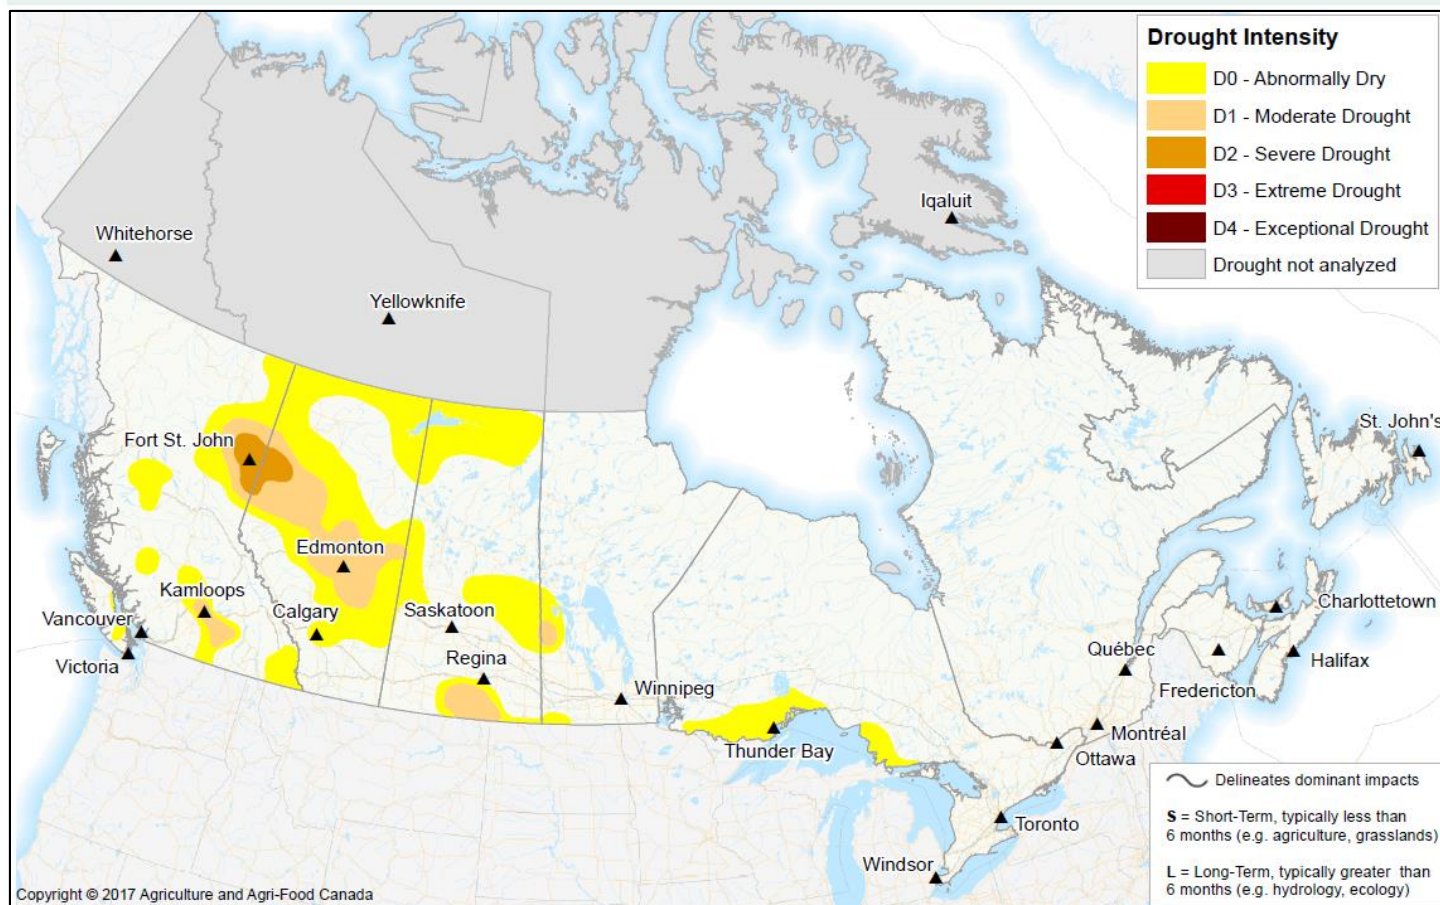 Drought Intensity
D0 - Abnormally Dry
D1 - Moderate Drought
D2 - Severe Drought
D3 - Extreme Drought
D4 - Exceptional Drought
Drought not analyzed
Iqaluit
Whitehorse
Yellowknife
St. John's
Fort St. John
Edmonton
Kamloops
Calgary
Saskatoon
Vancouver
Victoria
Regina
Winnipeg
Thunder Bay
Charlottetown
Québec
Halifax
Fredericton
Montréal
Ottawa
Toronto
Windsor
Delineates dominant impacts
S = Short-Term, typically less than
6 months (e.g. agriculture, grasslands)
L = Long-Term, typically greater than
6 months (e.g. hydrology, ecology)
Copyright © 2017 Agriculture and Agri-Food Canada